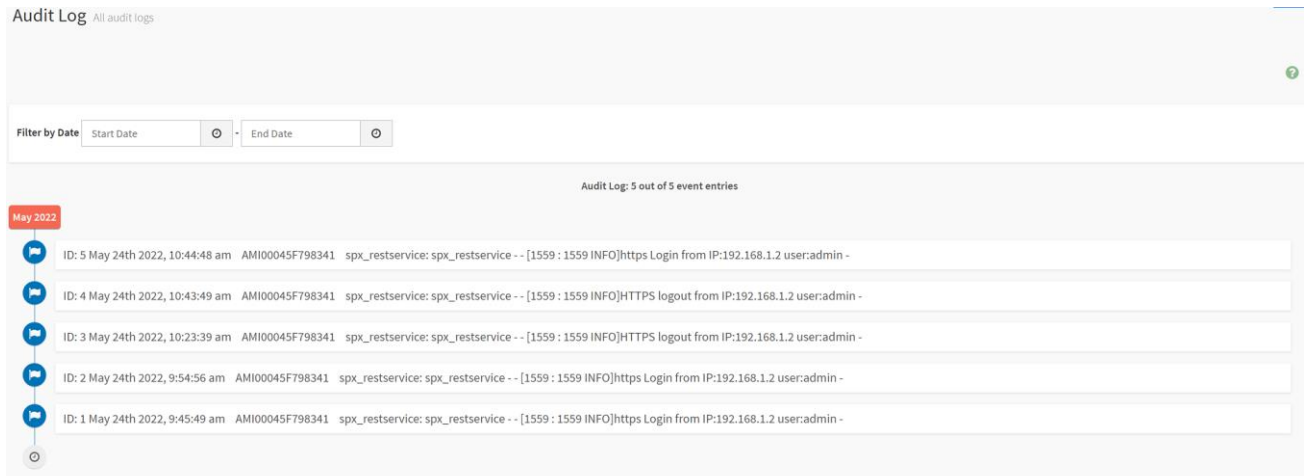 Audit Log All audit logs
Filter by Date Start Date - End Date
Audit Log: 5 out of 5 event entries
May 2022
ID: 5 May 24th 2022, 10:44:48 am AMI00045F798341 spx_restservice: spx_restservice - - [1559 : 1559 INFO]https Login from IP:192.168.1.2 user:admin -
ID: 4 May 24th 2022, 10:43:49 am AMI00045F798341 spx_restservice: spx_restservice - - [1559 : 1559 INFO]HTTPS logout from IP:192.168.1.2 user:admin -
ID: 3 May 24th 2022, 10:23:39 am AMI00045F798341 spx_restservice: spx_restservice - - [1559 : 1559 INFO]HTTPS logout from IP:192.168.1.2 user:admin -
ID: 2 May 24th 2022, 9:54:56 am AMI00045F798341 spx_restservice: spx_restservice - - [1559 : 1559 INFO]https Login from IP:192.168.1.2 user:admin -
ID: 1 May 24th 2022, 9:45:49 am AMI00045F798341 spx_restservice: spx_restservice - - [1559 : 1559 INFO]https Login from IP:192.168.1.2 user:admin -